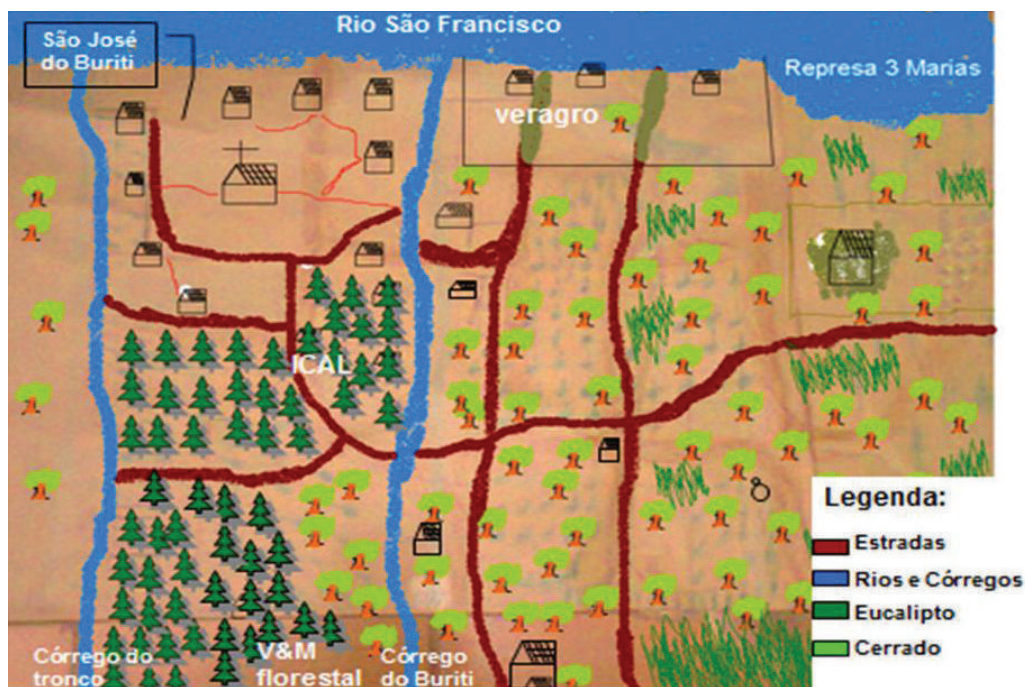 Rio São Francisco
São José
do Buriti
Represa 3 Marias
veragro
ICAL
Legenda:
Estradas
Rios e Córregos
Eucalipto
Cerrado
Córrego do
tronco
V&M
florestal
Córrego
do Buriti